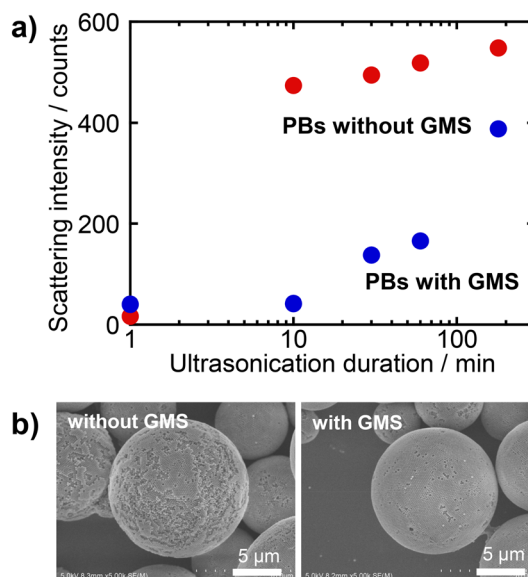 a)
600
400
200
0
Scattering intensity / counts
PBs without GMS
PBs with GMS
1
10
100
Ultrasonication duration / min
b)
without GMS
5 µm
with GMS
5 µm